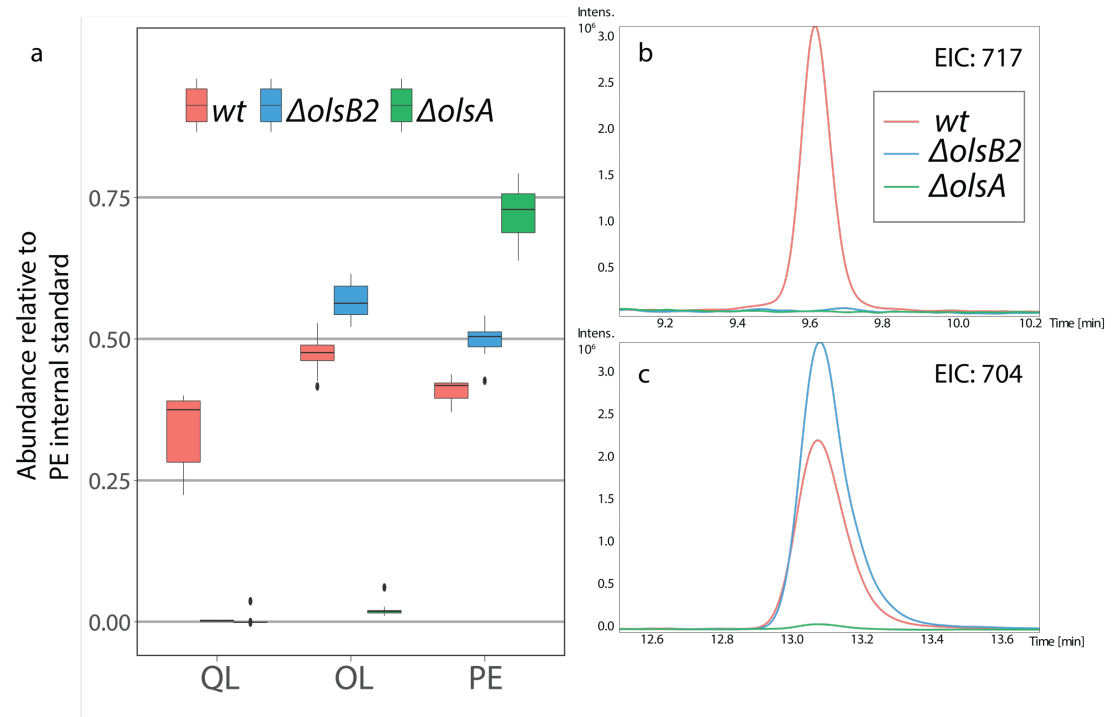 a
wt ΔolsB2 ΔolsA
Abundance relative to
PE internal standard
0.75
0.50
0.25
0.00
QL OL PE
Intens.
10⁶
b
EIC: 717
wt
ΔolsB2
ΔolsA
3.0
2.5
2.0
1.5
1.0
0.5
9.2 9.4 9.6 9.8 10.0 10.2 Time [min]
Intens.
10⁶
c
EIC: 704
3.0
2.5
2.0
1.5
1.0
0.5
0.0
12.6 12.8 13.0 13.2 13.4 13.6 Time [min]